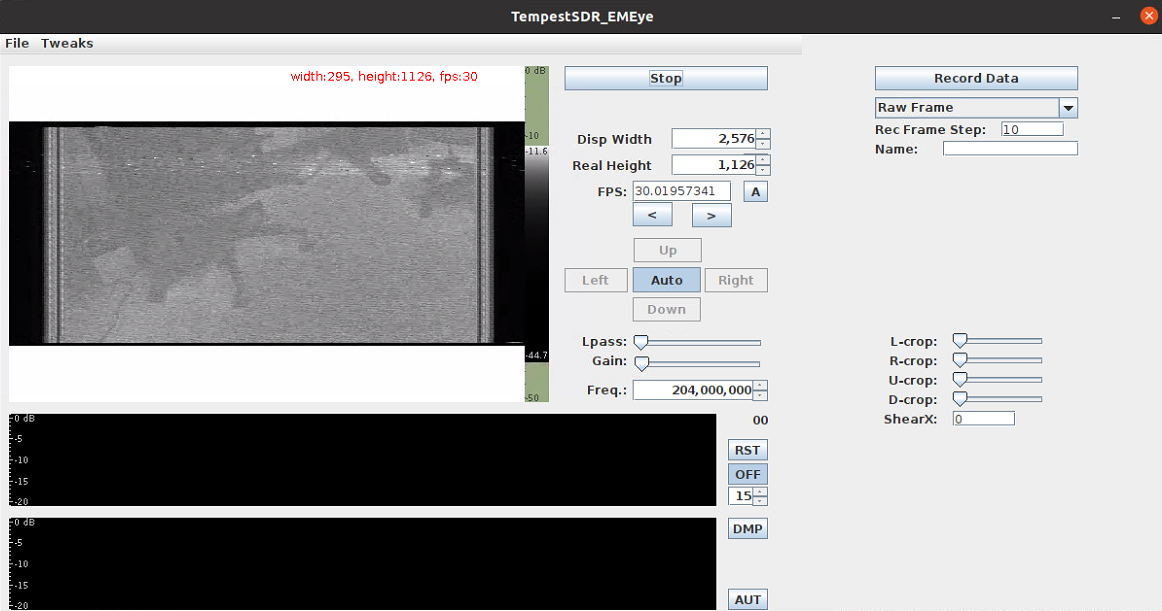 TempestSDR_EMEye
File Tweaks
width:295, height:1126, fps:30
0 dB
-10
-11.6
-44.7
-50
Stop
Disp Width 2,576
Real Height 1,126
FPS: 30.01957341 A
< >
Up
Left Auto Right
Down
Lpass:
Gain:
Freq.: 204,000,000
Record Data
Raw Frame
Rec Frame Step: 10
Name:
L-crop:
R-crop:
U-crop:
D-crop:
ShearX: 0
0 dB
-5
-10
-15
-20
00
RST
OFF
15
0 dB
-5
-10
-15
-20
DMP
AUT